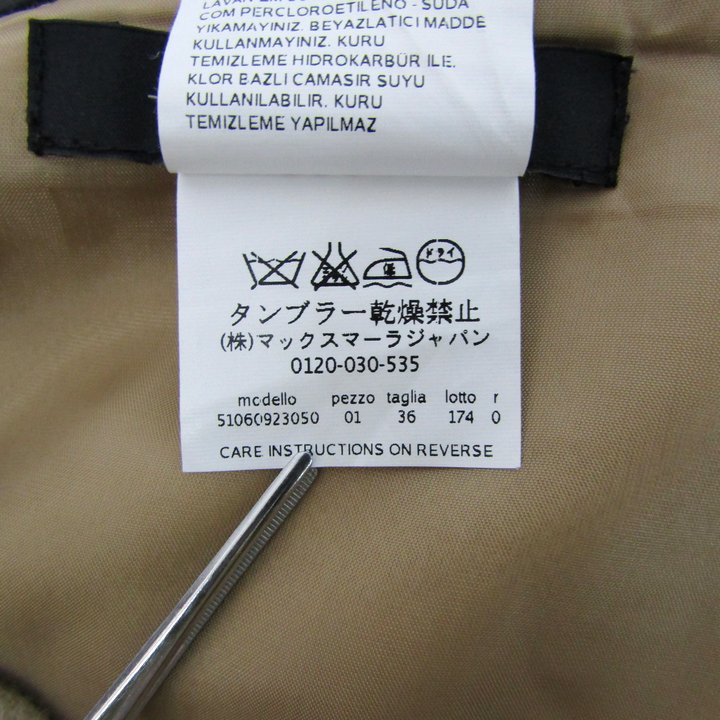 COM PERCLOROETILENO - SUDA
YIKAMAYINIZ. BEYAZLATICI MADDE
KULLANMAYINIZ. KURU
TEMIZLEME HIDROKARBÜR ILE.
KLOR BAZLI CAMASIR SUYU
KULLANILABILIR. KURU
TEMIZLEME YAPILMAZ
ドライ
タンブラー乾燥禁止
(株)マックスマーラジャパン
0120-030-535
modello pezzo taglia lotto r
51060923050 01 36 174 0
CARE INSTRUCTIONS ON REVERSE